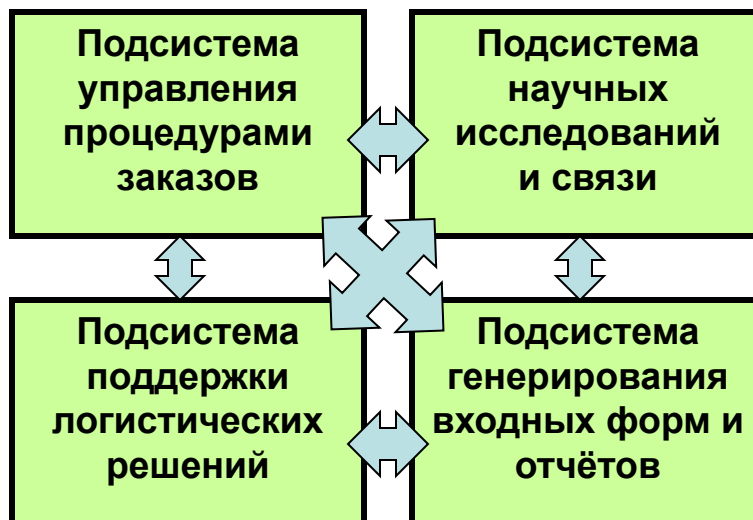 Подсистема
управления
процедурами
заказов
Подсистема
научных
исследований
и связи
Подсистема
поддержки
логистических
решений
Подсистема
генерирования
входных форм и
отчётов